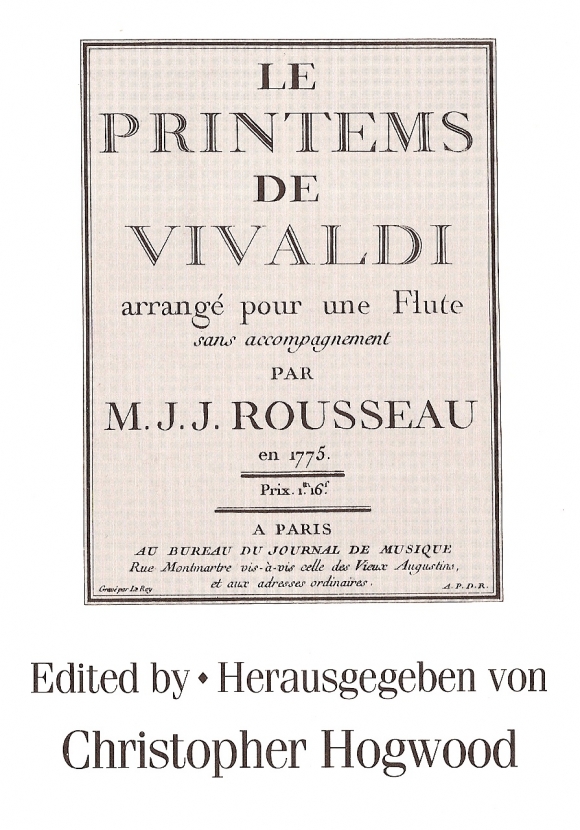 LE
PRINTEMS
DE
VIVALDI
arrangé pour une Flute
sans accompagnement
PAR
M. J. J. ROUSSEAU
en 1775.
Prix. 1.tt 16.s
A PARIS
AU BUREAU DU JOURNAL DE MUSIQUE
Rue Montmartre vis-à-vis celle des Vieux Augustins,
et aux adresses ordinaires.
Gravé par Le Roy
A. P. D. R.
Edited by ♦ Herausgegeben von
Christopher Hogwood